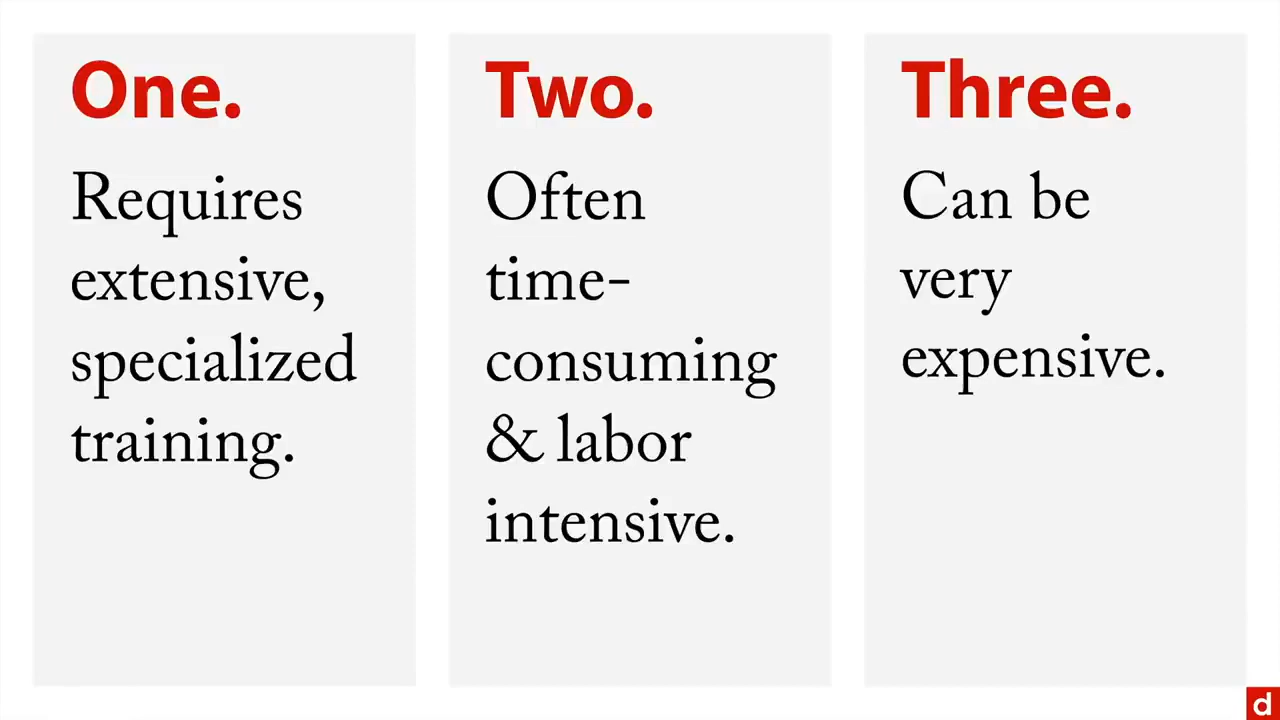 One.
Requires
extensive,
specialized
training.
Two.
Often
time-
consuming
& labor
intensive.
Three.
Can be
very
expensive.
d